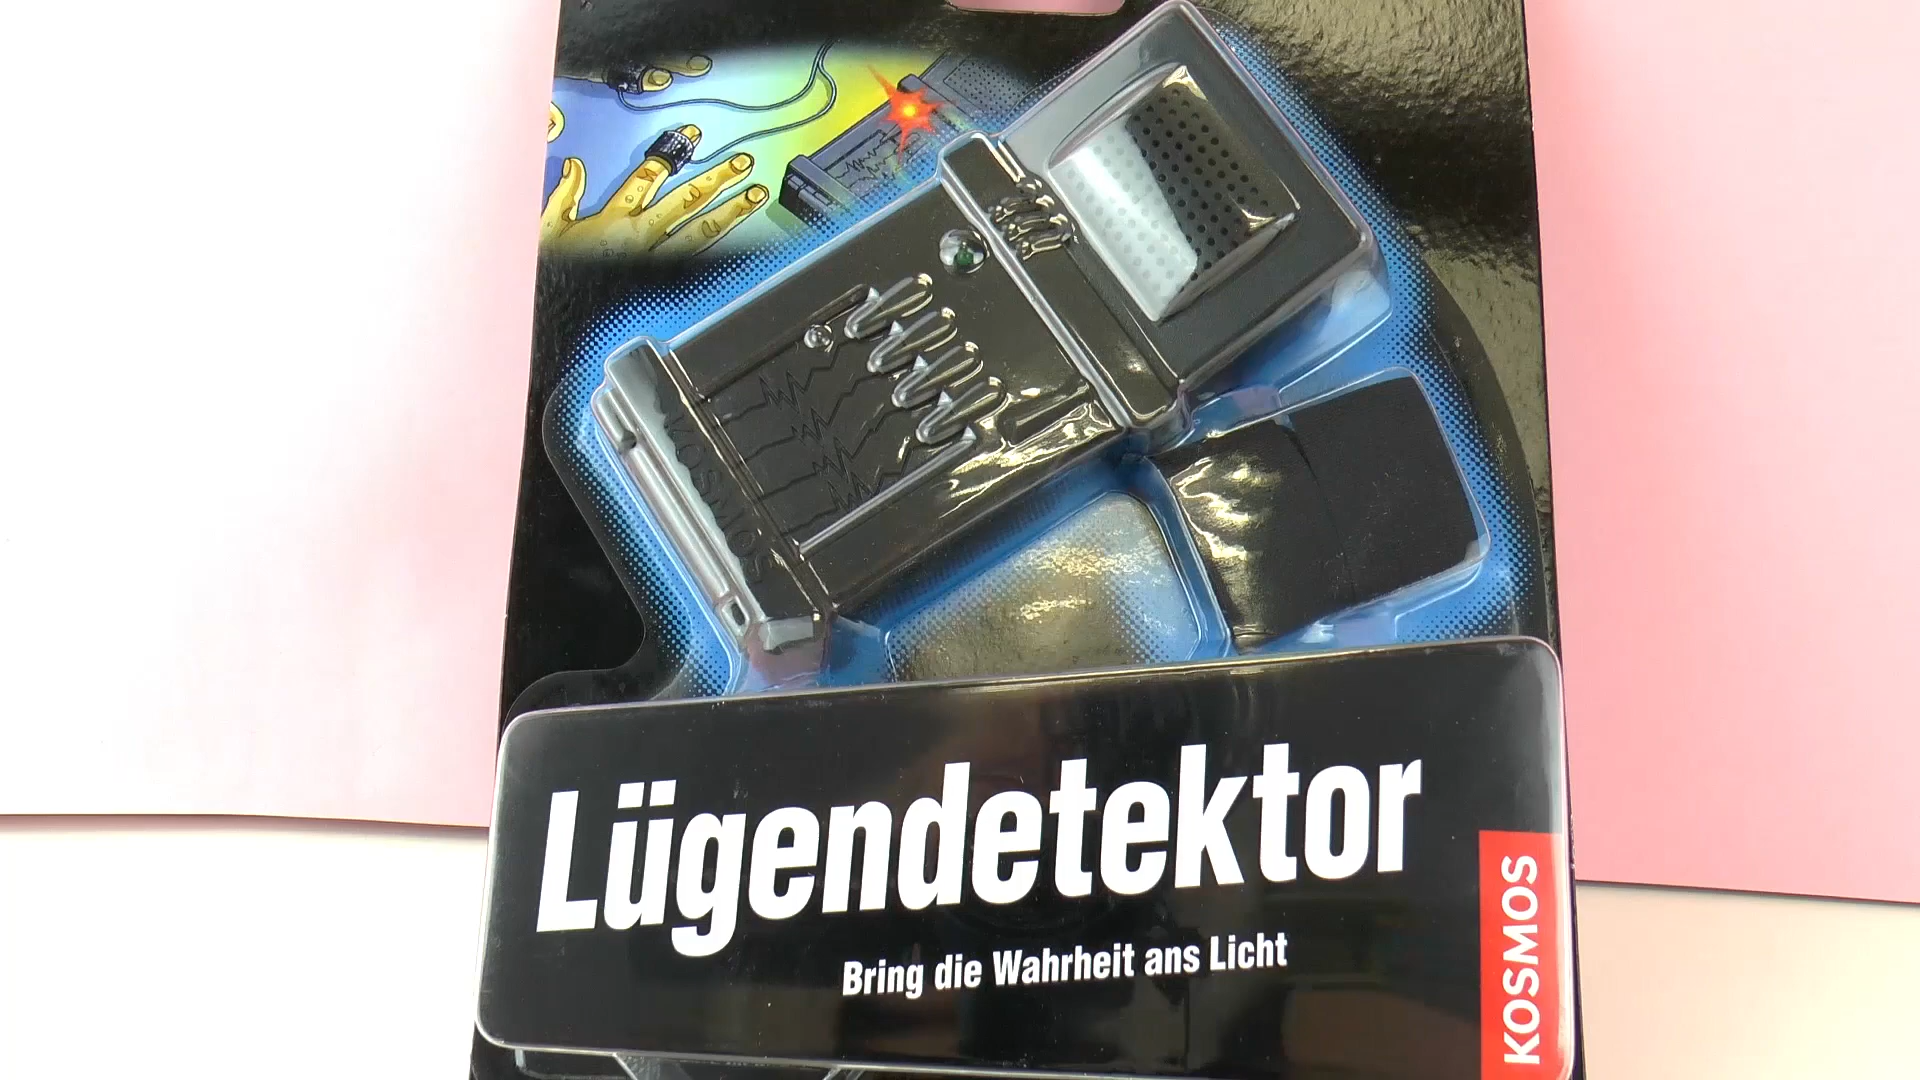 KOSMOS
Lügendetektor
Bring die Wahrheit ans Licht
KOSMOS